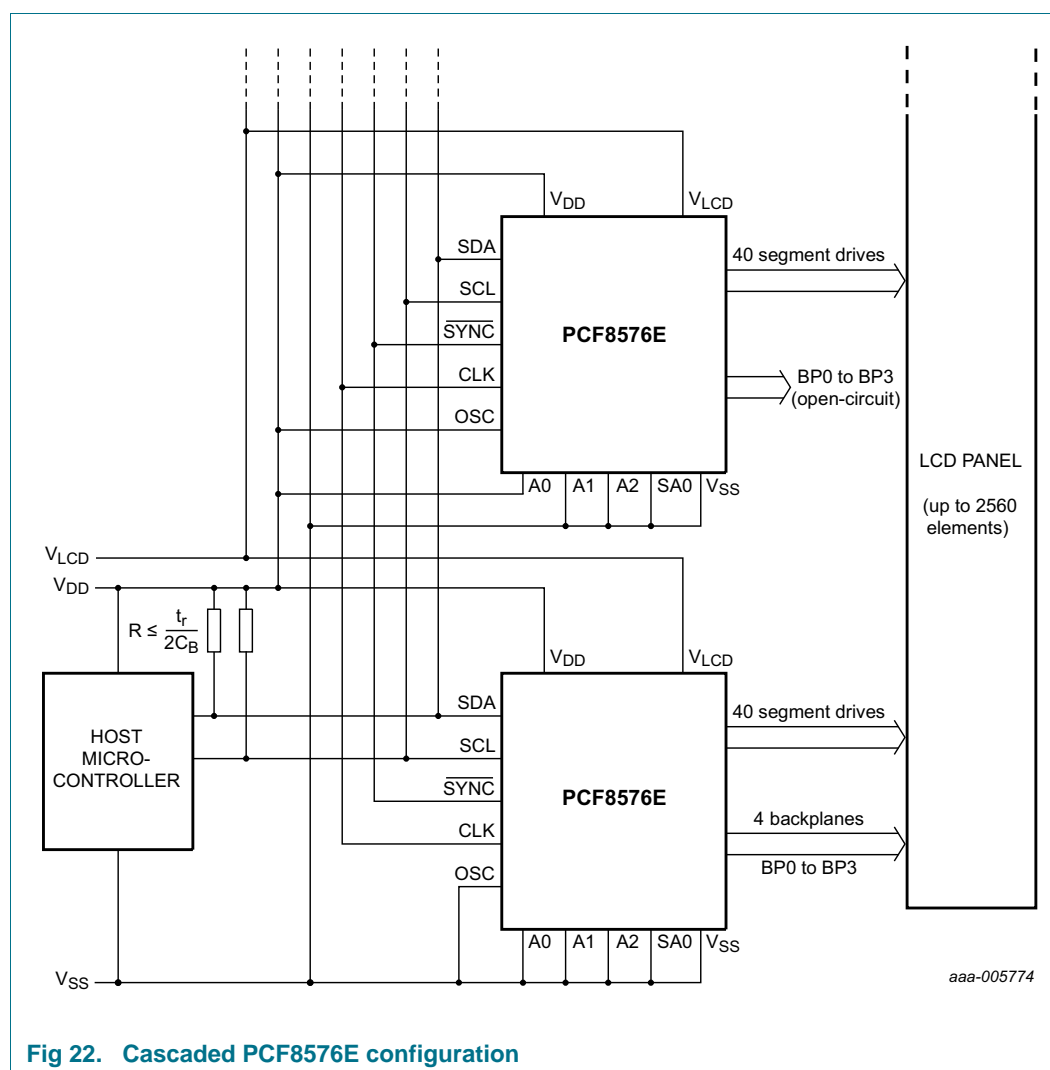 VDD
VLCD
SDA
SCL
SYNC
CLK
OSC
PCF8576E
40 segment drives
BP0 to BP3
(open-circuit)
A0 A1 A2 SA0 VSS
LCD PANEL
(up to 2560
elements)
VLCD
VDD
R ≤ tr/2CB
HOST
MICRO-
CONTROLLER
VDD
VLCD
SDA
SCL
SYNC
CLK
OSC
PCF8576E
40 segment drives
4 backplanes
BP0 to BP3
A0 A1 A2 SA0 VSS
VSS
aaa-005774
Fig 22. Cascaded PCF8576E configuration